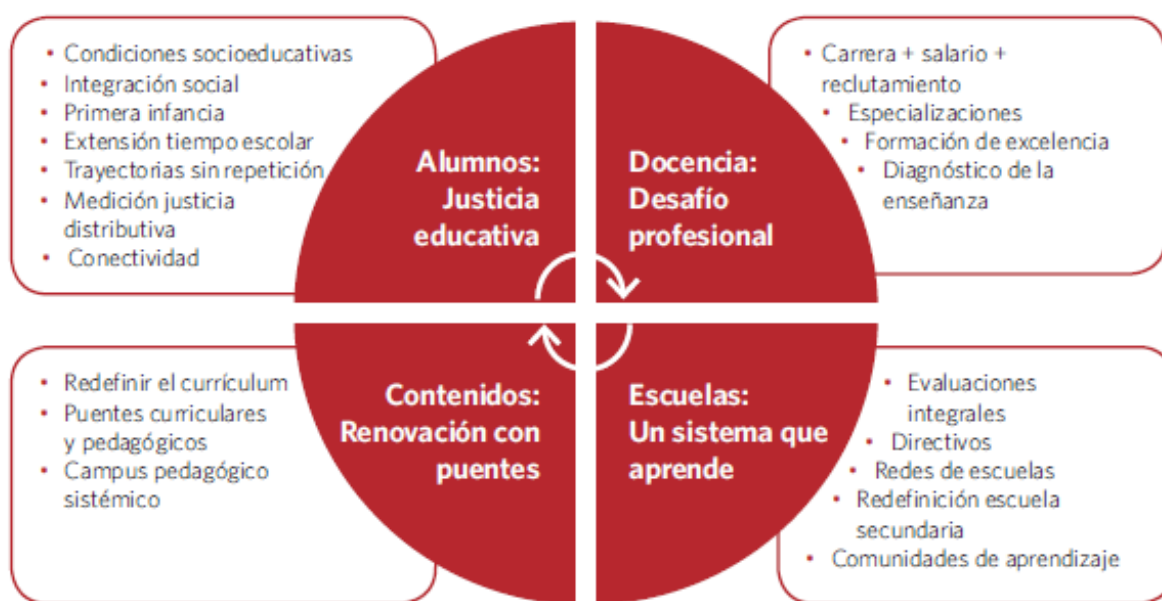 • Condiciones socioeducativas
• Integración social
• Primera infancia
• Extensión tiempo escolar
• Trayectorias sin repetición
• Medición justicia
distributiva
• Conectividad
Alumnos:
Justicia
educativa
Docencia:
Desafío
profesional
• Carrera + salario +
reclutamiento
• Especializaciones
• Formación de excelencia
• Diagnóstico de la
enseñanza
• Redefinir el currículum
• Puentes curriculares
y pedagógicos
• Campus pedagógico
sistémico
Contenidos:
Renovación con
puentes
Escuelas:
Un sistema que
aprende
• Evaluaciones
integrales
• Directivos
• Redes de escuelas
• Redefinición escuela
secundaria
• Comunidades de aprendizaje